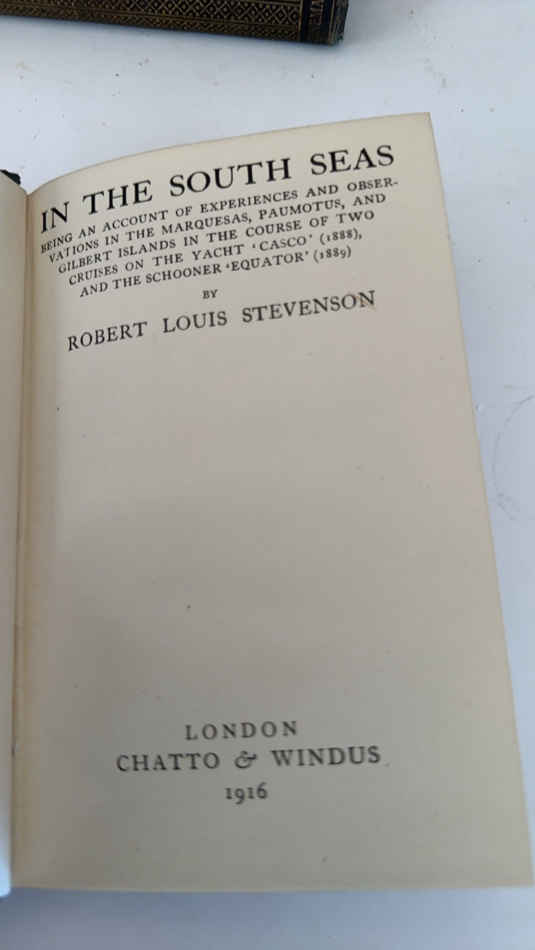 IN THE SOUTH SEAS
BEING AN ACCOUNT OF EXPERIENCES AND OBSER-
VATIONS IN THE MARQUESAS, PAUMOTUS, AND
GILBERT ISLANDS IN THE COURSE OF TWO
CRUISES ON THE YACHT ‘CASCO’ (1888),
AND THE SCHOONER ‘EQUATOR’ (1889)
BY
ROBERT LOUIS STEVENSON
LONDON
CHATTO & WINDUS
1916